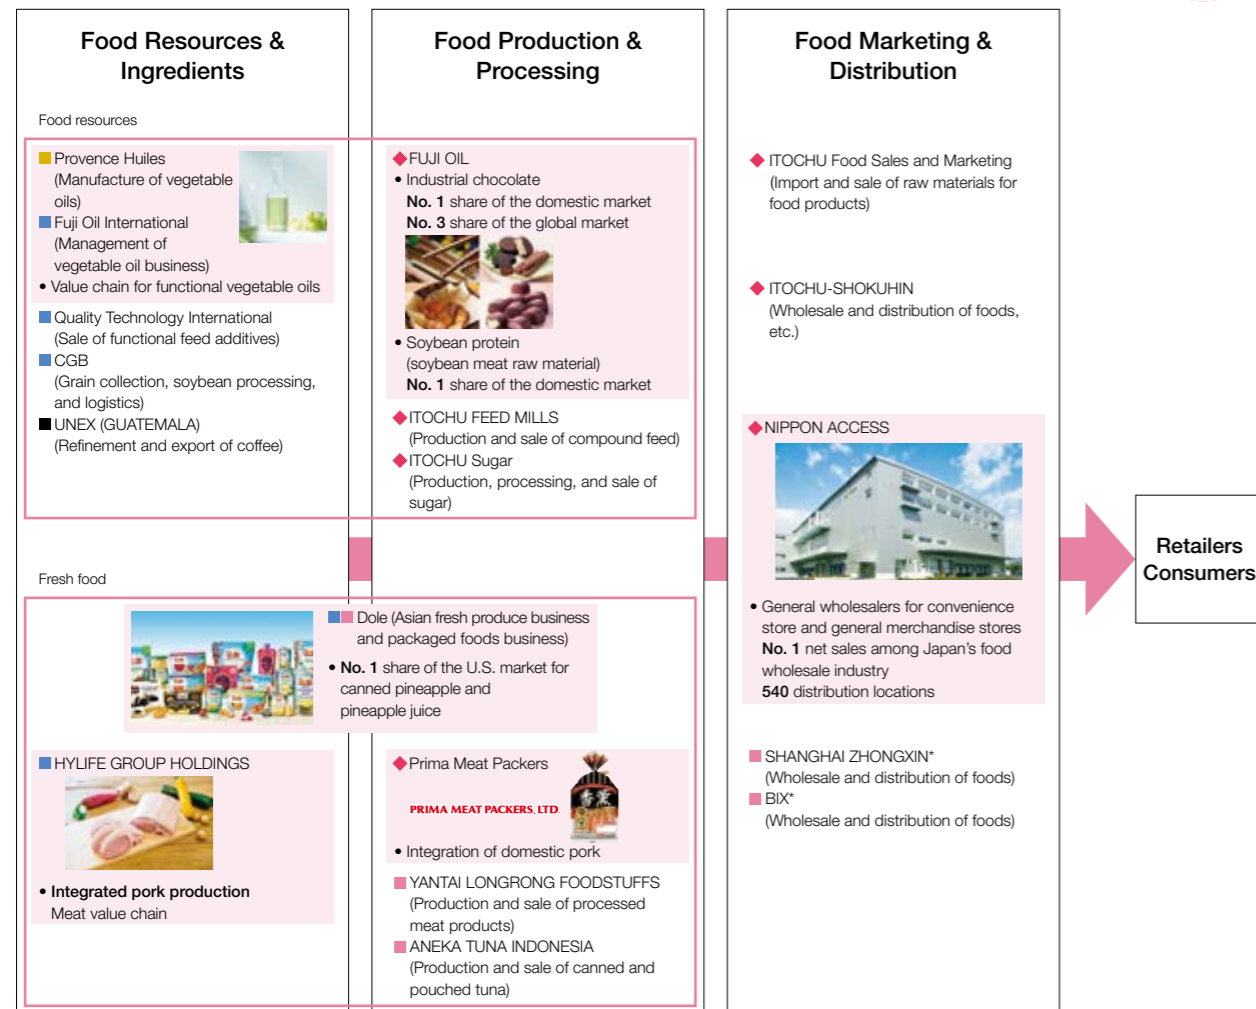 Food Resources &
Ingredients
Food resources
Provence Huiles
(Manufacture of vegetable
oils)
Fuji Oil International
(Management of
vegetable oil business)
• Value chain for functional vegetable oils
Quality Technology International
(Sale of functional feed additives)
CGB
(Grain collection, soybean processing,
and logistics)
UNEX (GUATEMALA)
(Refinement and export of coffee)
Food Production &
Processing
FUJI OIL
• Industrial chocolate
No. 1 share of the domestic market
No. 3 share of the global market
• Soybean protein
(soybean meat raw material)
No. 1 share of the domestic market
ITOCHU FEED MILLS
(Production and sale of compound feed)
ITOCHU Sugar
(Production, processing, and sale of
sugar)
Fresh food
Dole (Asian fresh produce business
and packaged foods business)
• No. 1 share of the U.S. market for
canned pineapple and
pineapple juice
HYLIFE GROUP HOLDINGS
• Integrated pork production
Meat value chain
Prima Meat Packers
PRIMA MEAT PACKERS, LTD.
• Integration of domestic pork
YANTAI LONGRONG FOODSTUFFS
(Production and sale of processed
meat products)
ANEKA TUNA INDONESIA
(Production and sale of canned and
pouched tuna)
Food Marketing &
Distribution
ITOCHU Food Sales and Marketing
(Import and sale of raw materials for
food products)
ITOCHU-SHOKUHIN
(Wholesale and distribution of foods,
etc.)
NIPPON ACCESS
• General wholesalers for convenience
store and general merchandise stores
No. 1 net sales among Japan's food
wholesale industry
540 distribution locations
SHANGHAI ZHONGXIN*
(Wholesale and distribution of foods)
BIX*
(Wholesale and distribution of foods)
Retailers
Consumers